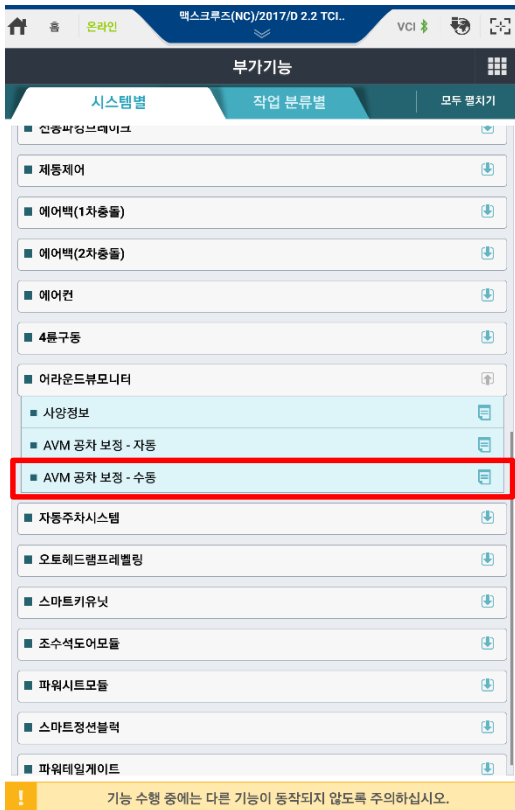 홈
온라인
맥스크루즈(NC)/2017/D 2.2 TCI..
VCI
부가기능
시스템별
작업 분류별
모두 펼치기
전동파킹브레이크
제동제어
에어백(1차충돌)
에어백(2차충돌)
에어컨
4륜구동
어라운드뷰모니터
사양정보
AVM 공차 보정 - 자동
AVM 공차 보정 - 수동
자동주차시스템
오토헤드램프레벨링
스마트키유닛
조수석도어모듈
파워시트모듈
스마트정션블럭
파워테일게이트
! 기능 수행 중에는 다른 기능이 동작되지 않도록 주의하십시오.